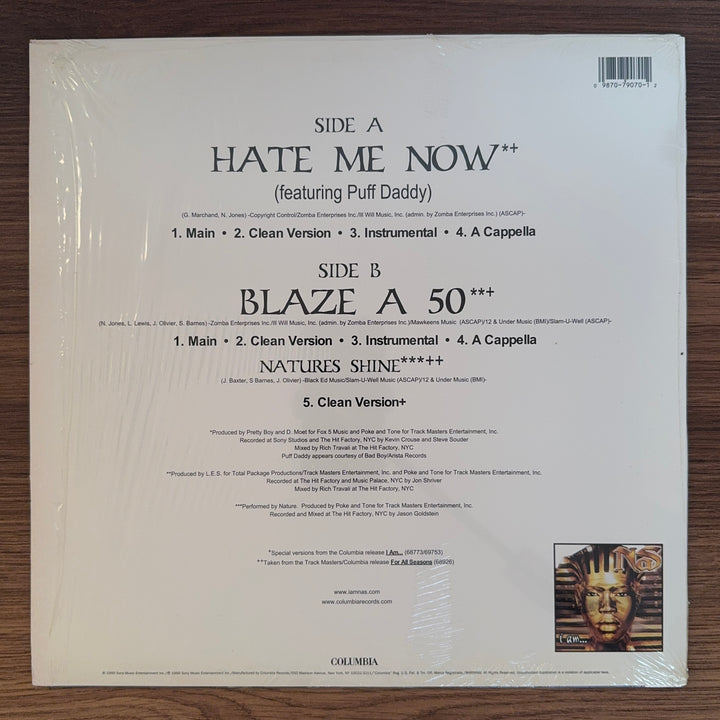 0 9870-79070-1 2
SIDE A
HATE ME NOW*+
(featuring Puff Daddy)
(G. Marchand, N. Jones) -Copyright Control/Zomba Enterprises Inc./Ill Will Music, Inc. (admin. by Zomba Enterprises Inc.) (ASCAP)-
1. Main • 2. Clean Version • 3. Instrumental • 4. A Cappella
SIDE B
BLAZE A 50**+
(N. Jones, L. Lewis, J. Olivier, S. Barnes) -Zomba Enterprises Inc./Ill Will Music, Inc. (admin. by Zomba Enterprises Inc.)/Mawkeens Music (ASCAP)/12 & Under Music (BMI)/Slam-U-Well (ASCAP)-
1. Main • 2. Clean Version • 3. Instrumental • 4. A Cappella
NATURES SHINE***++
(J. Baxter, S Barnes, J. Olivier) -Black Ed Music/Slam-U-Well Music (ASCAP)/12 & Under Music (BMI)-
5. Clean Version+
*Produced by Pretty Boy and D. Moet for Fox 5 Music and Poke and Tone for Track Masters Entertainment, Inc.
Recorded at Sony Studios and The Hit Factory, NYC by Kevin Crouse and Steve Souder
Mixed by Rich Travali at The Hit Factory, NYC
Puff Daddy appears courtesy of Bad Boy/Arista Records
**Produced by L.E.S. for Total Package Productions/Track Masters Entertainment, Inc. and Poke and Tone for Track Masters Entertainment, Inc.
Recorded at The Hit Factory and Music Palace, NYC by Jon Shriver
Mixed by Rich Travali at The Hit Factory, NYC
***Performed by Nature. Produced by Poke and Tone for Track Masters Entertainment, Inc.
Recorded and Mixed at The Hit Factory, NYC by Jason Goldstein
+Special versions from the Columbia release I Am... (68773/69753)
++Taken from the Track Masters/Columbia release For All Seasons (68926)
NAS
i am...
www.iamnas.com
www.columbiarecords.com
COLUMBIA